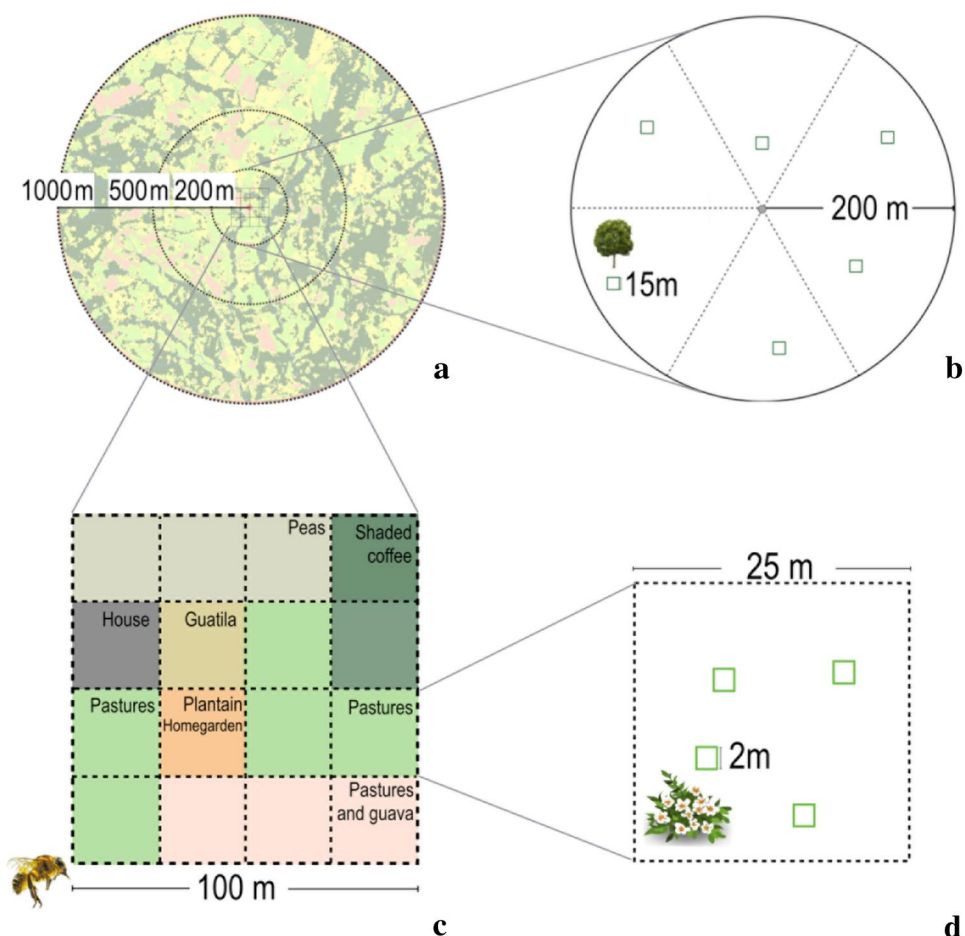 1000m 500m 200m
a
200 m
15m
b
Peas
Shaded
coffee
House
Guatila
Pastures
Plantain
Homegarden
Pastures
Pastures
and guava
100 m
c
25 m
2m
d